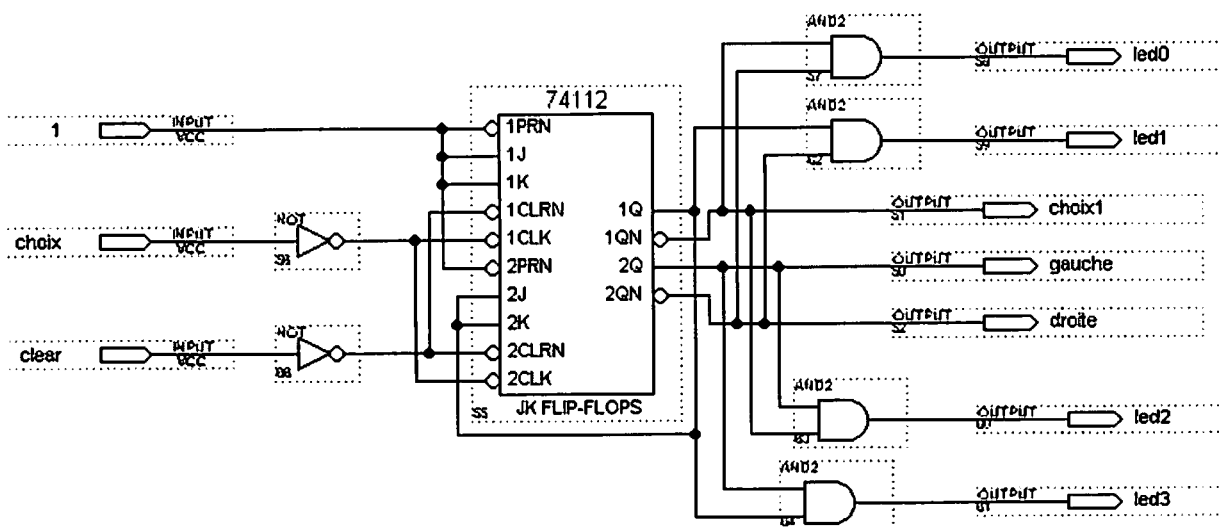 AND2
OUTPUT
led0
AND2
OUTPUT
led1
74112
1
INPUT
VCC
1PRN
1J
1K
1CLRN
1Q
OUTPUT
choix1
choix
INPUT
VCC
NOT
1CLK
1QN
2PRN
2Q
OUTPUT
gauche
2J
2QN
2K
OUTPUT
droite
clear
INPUT
VCC
NOT
2CLRN
2CLK
JK FLIP-FLOPS
AND2
OUTPUT
led2
AND2
OUTPUT
led3